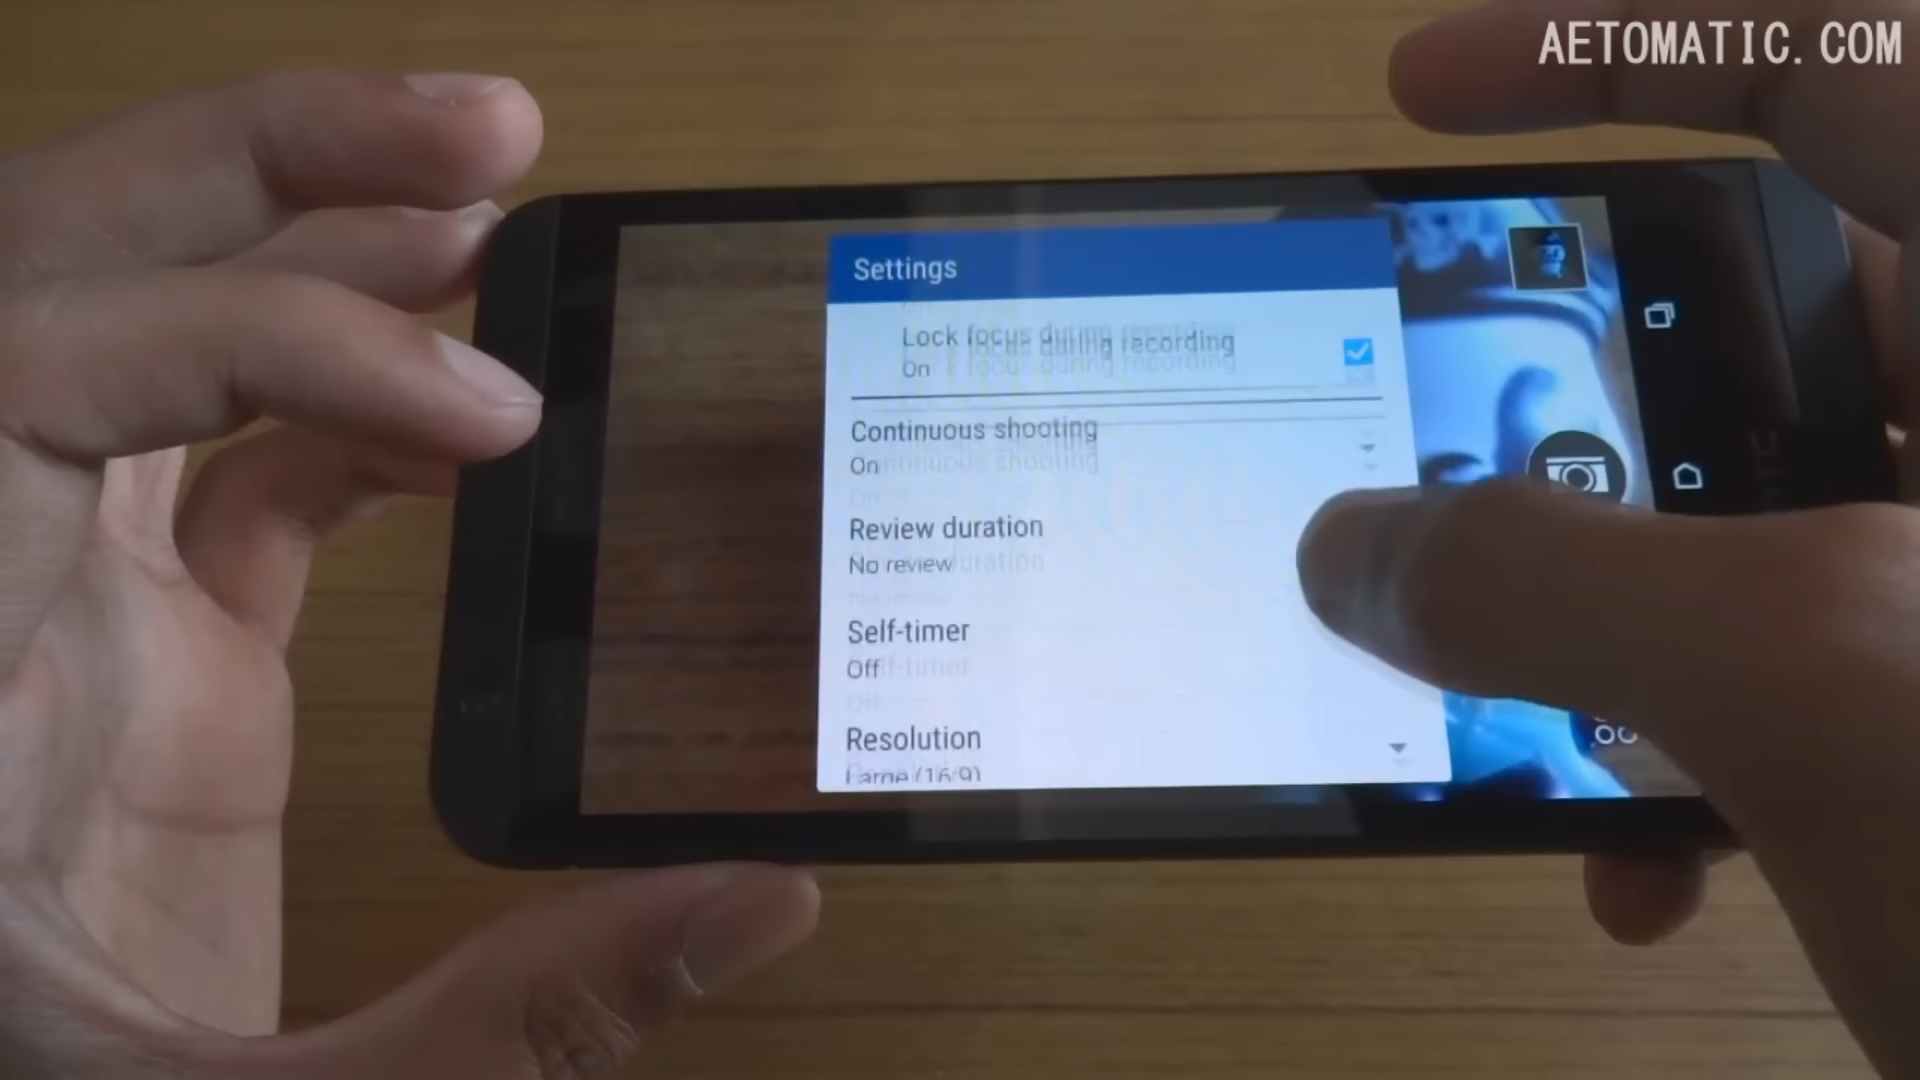 AETOMATIC.COM
Settings
Lock focus during recording
On
Continuous shooting
On
Review duration
No review
Self-timer
Off
Resolution
Large (16:9)